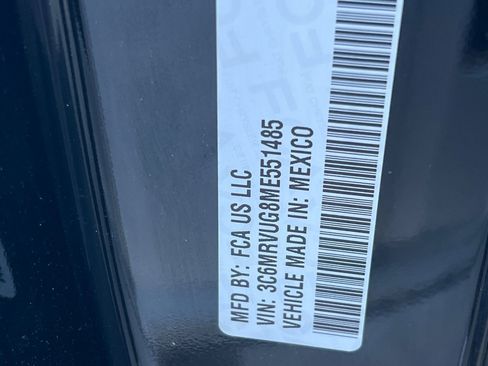 MFD BY: FCA US LLC
VIN: 3C6MRVUG8ME551485
VEHICLE MADE IN: MEXICO